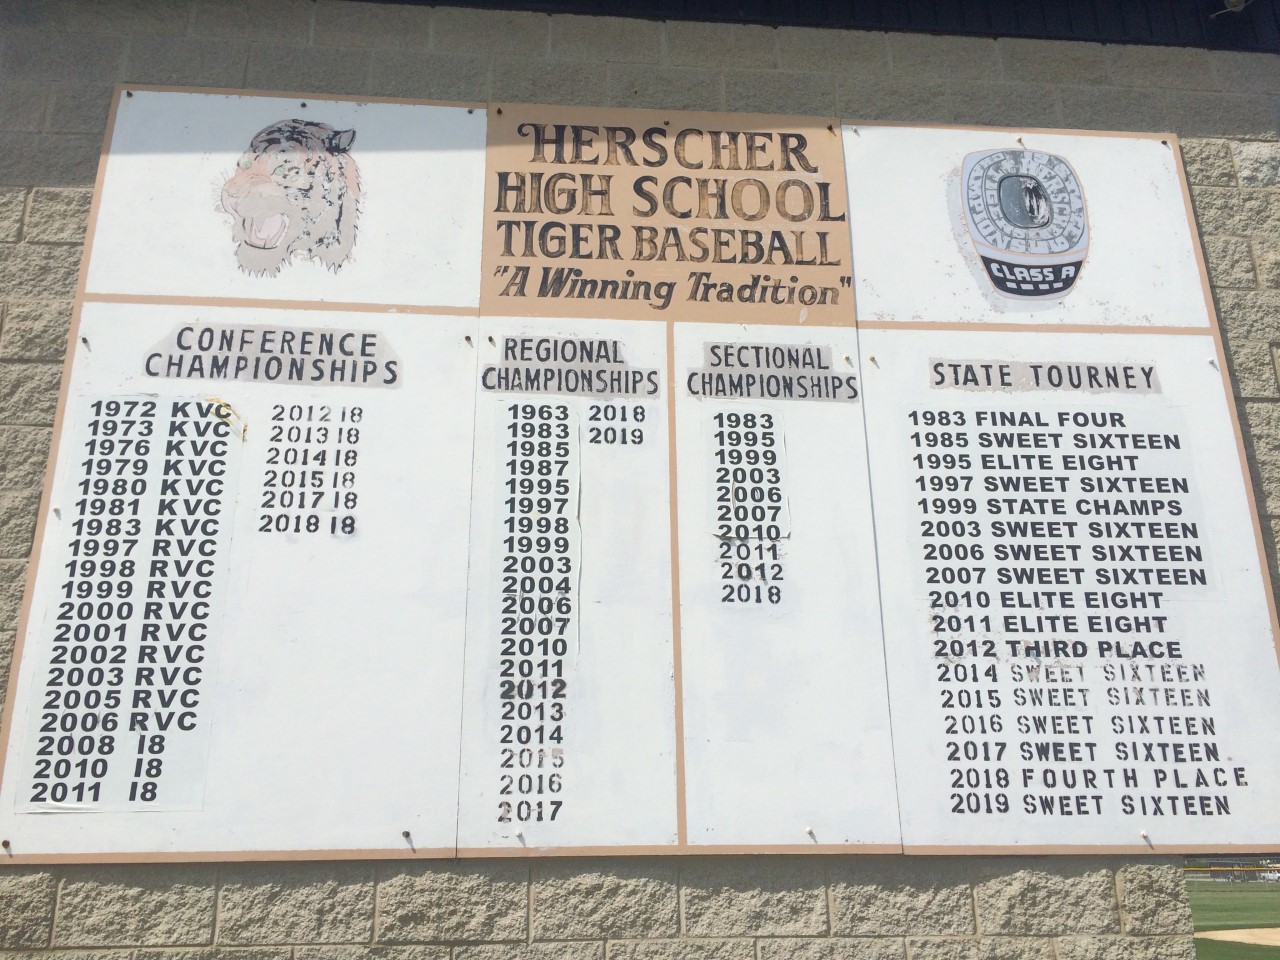 HERSCHER
HIGH SCHOOL
TIGER BASEBALL
"A Winning Tradition"
CLASS A
CONFERENCE
CHAMPIONSHIPS
1972 KVC
1973 KVC
1976 KVC
1979 KVC
1980 KVC
1981 KVC
1983 KVC
1997 RVC
1998 RVC
1999 RVC
2000 RVC
2001 RVC
2002 RVC
2003 RVC
2005 RVC
2006 RVC
2008 I8
2010 I8
2011 I8
2012 I8
2013 I8
2014 I8
2015 I8
2017 I8
2018 I8
REGIONAL
CHAMPIONSHIPS
1963
1983
1985
1987
1995
1997
1998
1999
2003
2004
2006
2007
2010
2011
2012
2013
2014
2015
2016
2017
2018
2019
SECTIONAL
CHAMPIONSHIPS
1983
1995
1999
2003
2006
2007
2010
2011
2012
2018
STATE TOURNEY
1983 FINAL FOUR
1985 SWEET SIXTEEN
1995 ELITE EIGHT
1997 SWEET SIXTEEN
1999 STATE CHAMPS
2003 SWEET SIXTEEN
2006 SWEET SIXTEEN
2007 SWEET SIXTEEN
2010 ELITE EIGHT
2011 ELITE EIGHT
2012 THIRD PLACE
2014 SWEET SIXTEEN
2015 SWEET SIXTEEN
2016 SWEET SIXTEEN
2017 SWEET SIXTEEN
2018 FOURTH PLACE
2019 SWEET SIXTEEN